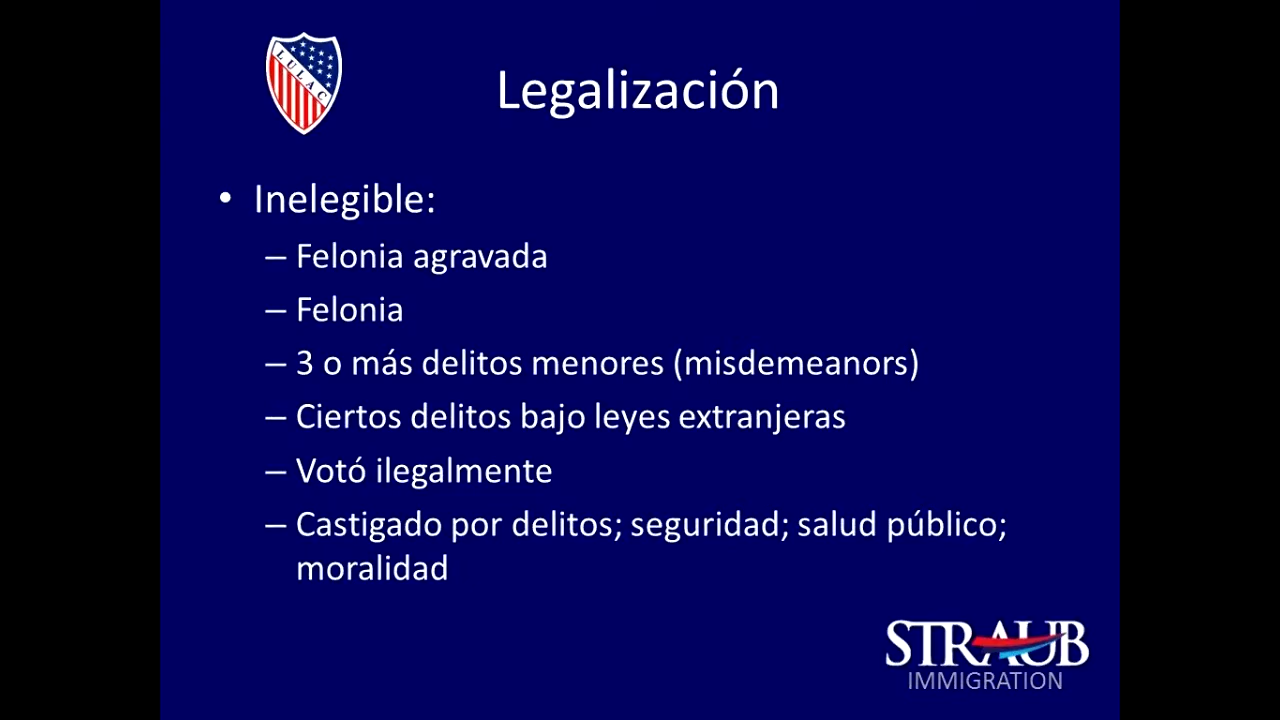 LULAC
Legalización
• Inelegible:
– Felonia agravada
– Felonia
– 3 o más delitos menores (misdemeanors)
– Ciertos delitos bajo leyes extranjeras
– Votó ilegalmente
– Castigado por delitos; seguridad; salud público;
moralidad
STRAUB
IMMIGRATION